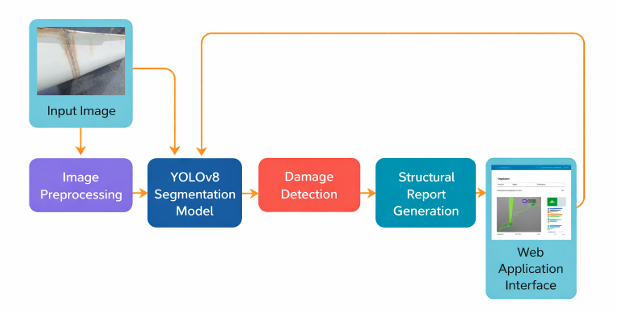 Input Image
Image
Preprocessing
YOLOv8
Segmentation
Model
Damage
Detection
Structural
Report
Generation
Web
Application
Interface